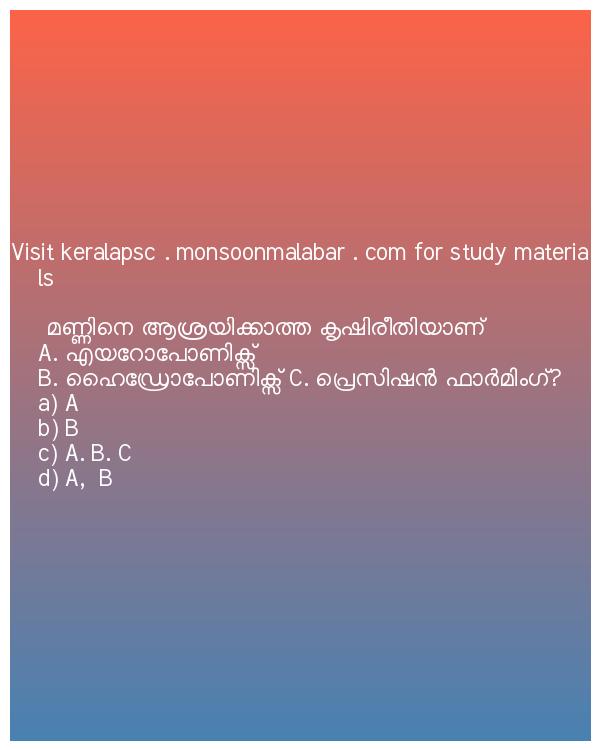 Visit keralapsc . monsoonmalabar . com for study materia
ls
മണ്ണിനെ ആശ്രയിക്കാത്ത കൃഷിരീതിയാണ്
A. എയറോപോണിക്സ്
B. ഹൈഡ്രോപോണിക്സ് C. പ്രെസിഷൻ ഫാർമിംഗ്?
a) A
b) B
c) A. B. C
d) A,  B